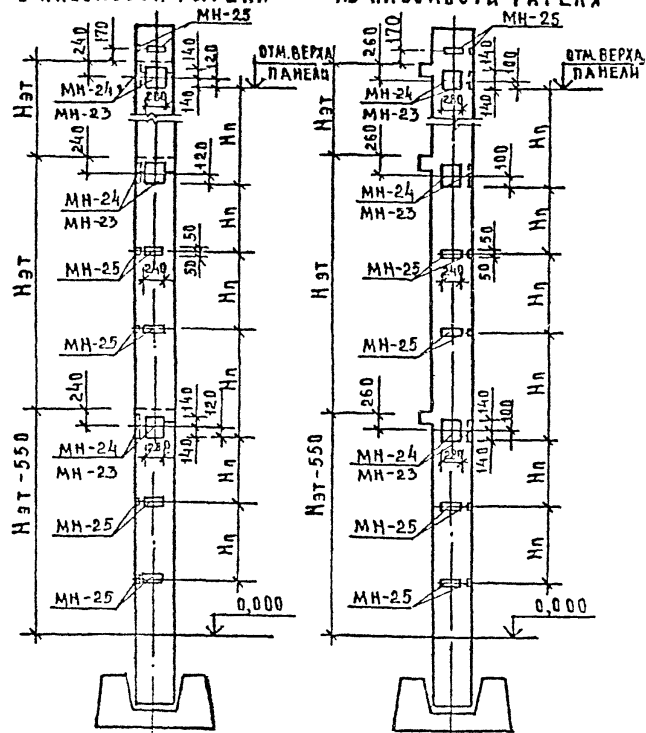 МН-25
240
170
140
120
ОТМ. ВЕРХА
ПАНЕЛИ
Нэт
МН-24
МН-23
280
140
240
120
Нп
МН-24
МН-23
Нп
50
МН-25
240
50
Нэт
Нп
МН-25
240
140
120
МН-24
280
МН-23
140
Нп
Нэт-550
МН-25
Нп
МН-25
0,000
МН-25
260
170
140
100
ОТМ. ВЕРХА
ПАНЕЛИ
Нэт
МН-24
МН-23
280
140
260
100
Нп
МН-24
МН-23
Нп
50
МН-25
240
50
Нэт
Нп
МН-25
260
140
100
МН-24
280
МН-23
140
Нп
Нэт-550
МН-25
Нп
МН-25
0,000